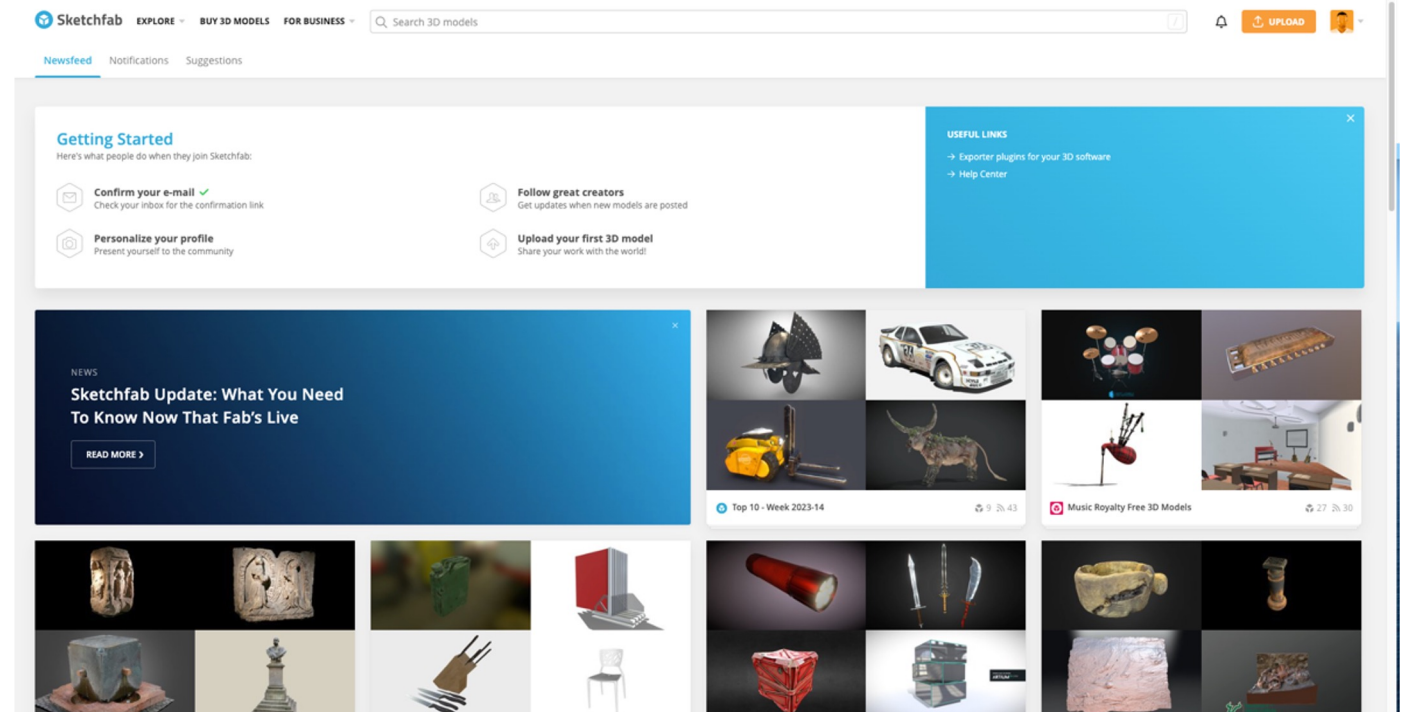 Sketchfab EXPLORE BUY 3D MODELS FOR BUSINESS Search 3D models / UPLOAD
Newsfeed Notifications Suggestions
Getting Started
Here's what people do when they join Sketchfab:
Confirm your e-mail
Check your inbox for the confirmation link
Follow great creators
Get updates when new models are posted
Personalize your profile
Present yourself to the community
Upload your first 3D model
Share your work with the world!
USEFUL LINKS
→ Exporter plugins for your 3D software
→ Help Center
NEWS
Sketchfab Update: What You Need
To Know Now That Fab's Live
READ MORE ›
Top 10 - Week 2023-14 9 43
Music Royalty Free 3D Models 27 30